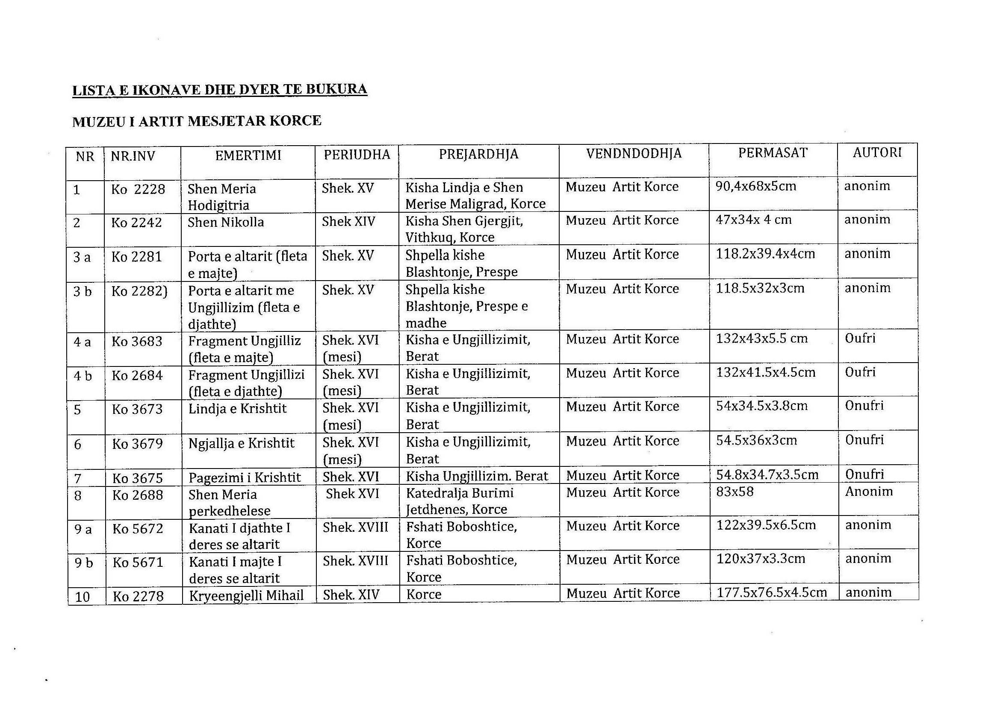 LISTA E IKONAVE DHE DYER TE BUKURA
MUZEU I ARTIT MESJETAR KORCE
NR NR.INV EMERTIMI PERIUDHA PREJARDHJA VENDNDODHJA PERMASAT AUTORI
1 Ko 2228 Shen Meria Shek. XV Kisha Lindja e Shen Muzeu Artit Korce 90,4x68x5cm anonim
Hodigitria Merise Maligrad, Korce
2 Ko 2242 Shen Nikolla Shek XIV Kisha Shen Gjergjit, Muzeu Artit Korce 47x34x 4 cm anonim
Vithkuq, Korce
3 a Ko 2281 Porta e altarit (fleta Shek. XV Shpella kishe Muzeu Artit Korce 118.2x39.4x4cm anonim
e majte) Blashtonje, Prespe
3 b Ko 2282) Porta e altarit me Shek. XV Shpella kishe Muzeu Artit Korce 118.5x32x3cm anonim
Ungjillizim (fleta e Blashtonje, Prespe e
djathte) madhe
4 a Ko 3683 Fragment Ungjilliz Shek. XVI Kisha e Ungjillizimit, Muzeu Artit Korce 132x43x5.5 cm Oufri
(fleta e majte) (mesi) Berat
4 b Ko 2684 Fragment Ungjillizi Shek. XVI Kisha e Ungjillizimit, Muzeu Artit Korce 132x41.5x4.5cm Oufri
(fleta e djathte) (mesi) Berat
5 Ko 3673 Lindja e Krishtit Shek. XVI Kisha e Ungjillizimit, Muzeu Artit Korce 54x34.5x3.8cm Onufri
(mesi) Berat
6 Ko 3679 Ngjallja e Krishtit Shek. XVI Kisha e Ungjillizimit, Muzeu Artit Korce 54.5x36x3cm Onufri
(mesi) Berat
7 Ko 3675 Pagezimi i Krishtit Shek. XVI Kisha Ungjillizim. Berat Muzeu Artit Korce 54.8x34.7x3.5cm Onufri
8 Ko 2688 Shen Meria Shek XVI Katedralja Burimi Muzeu Artit Korce 83x58 Anonim
perkedhelese Jetdhenes, Korce
9 a Ko 5672 Kanati I djathte I Shek. XVIII Fshati Boboshtice, Muzeu Artit Korce 122x39.5x6.5cm anonim
deres se altarit Korce
9 b Ko 5671 Kanati I majte I Shek. XVIII Fshati Boboshtice, Muzeu Artit Korce 120x37x3.3cm anonim
deres se altarit Korce
10 Ko 2278 Kryeengjelli Mihail Shek. XIV Korce Muzeu Artit Korce 177.5x76.5x4.5cm anonim